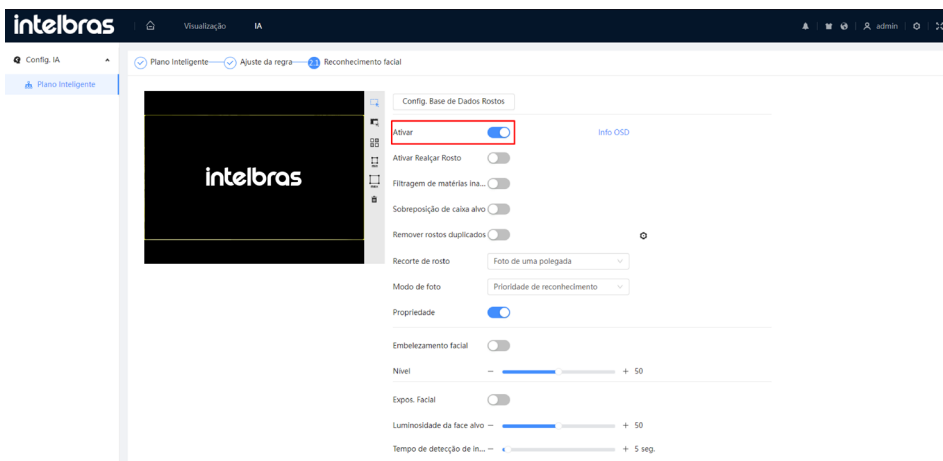 intelbras
Visualização
IA
admin
Config. IA
Plano Inteligente
Plano Inteligente
Ajuste da regra
2.1 Reconhecimento facial
intelbras
Config. Base de Dados Rostos
Ativar
Info OSD
Ativar Realçar Rosto
Filtragem de matérias ina...
Sobreposição de caixa alvo
Remover rostos duplicados
Recorte de rosto
Foto de uma polegada
Modo de foto
Prioridade de reconhecimento
Propriedade
Embelezamento facial
Nível
− + 50
Expos. Facial
Luminosidade da face alvo − + 50
Tempo de detecção de in... − + 5 seg.